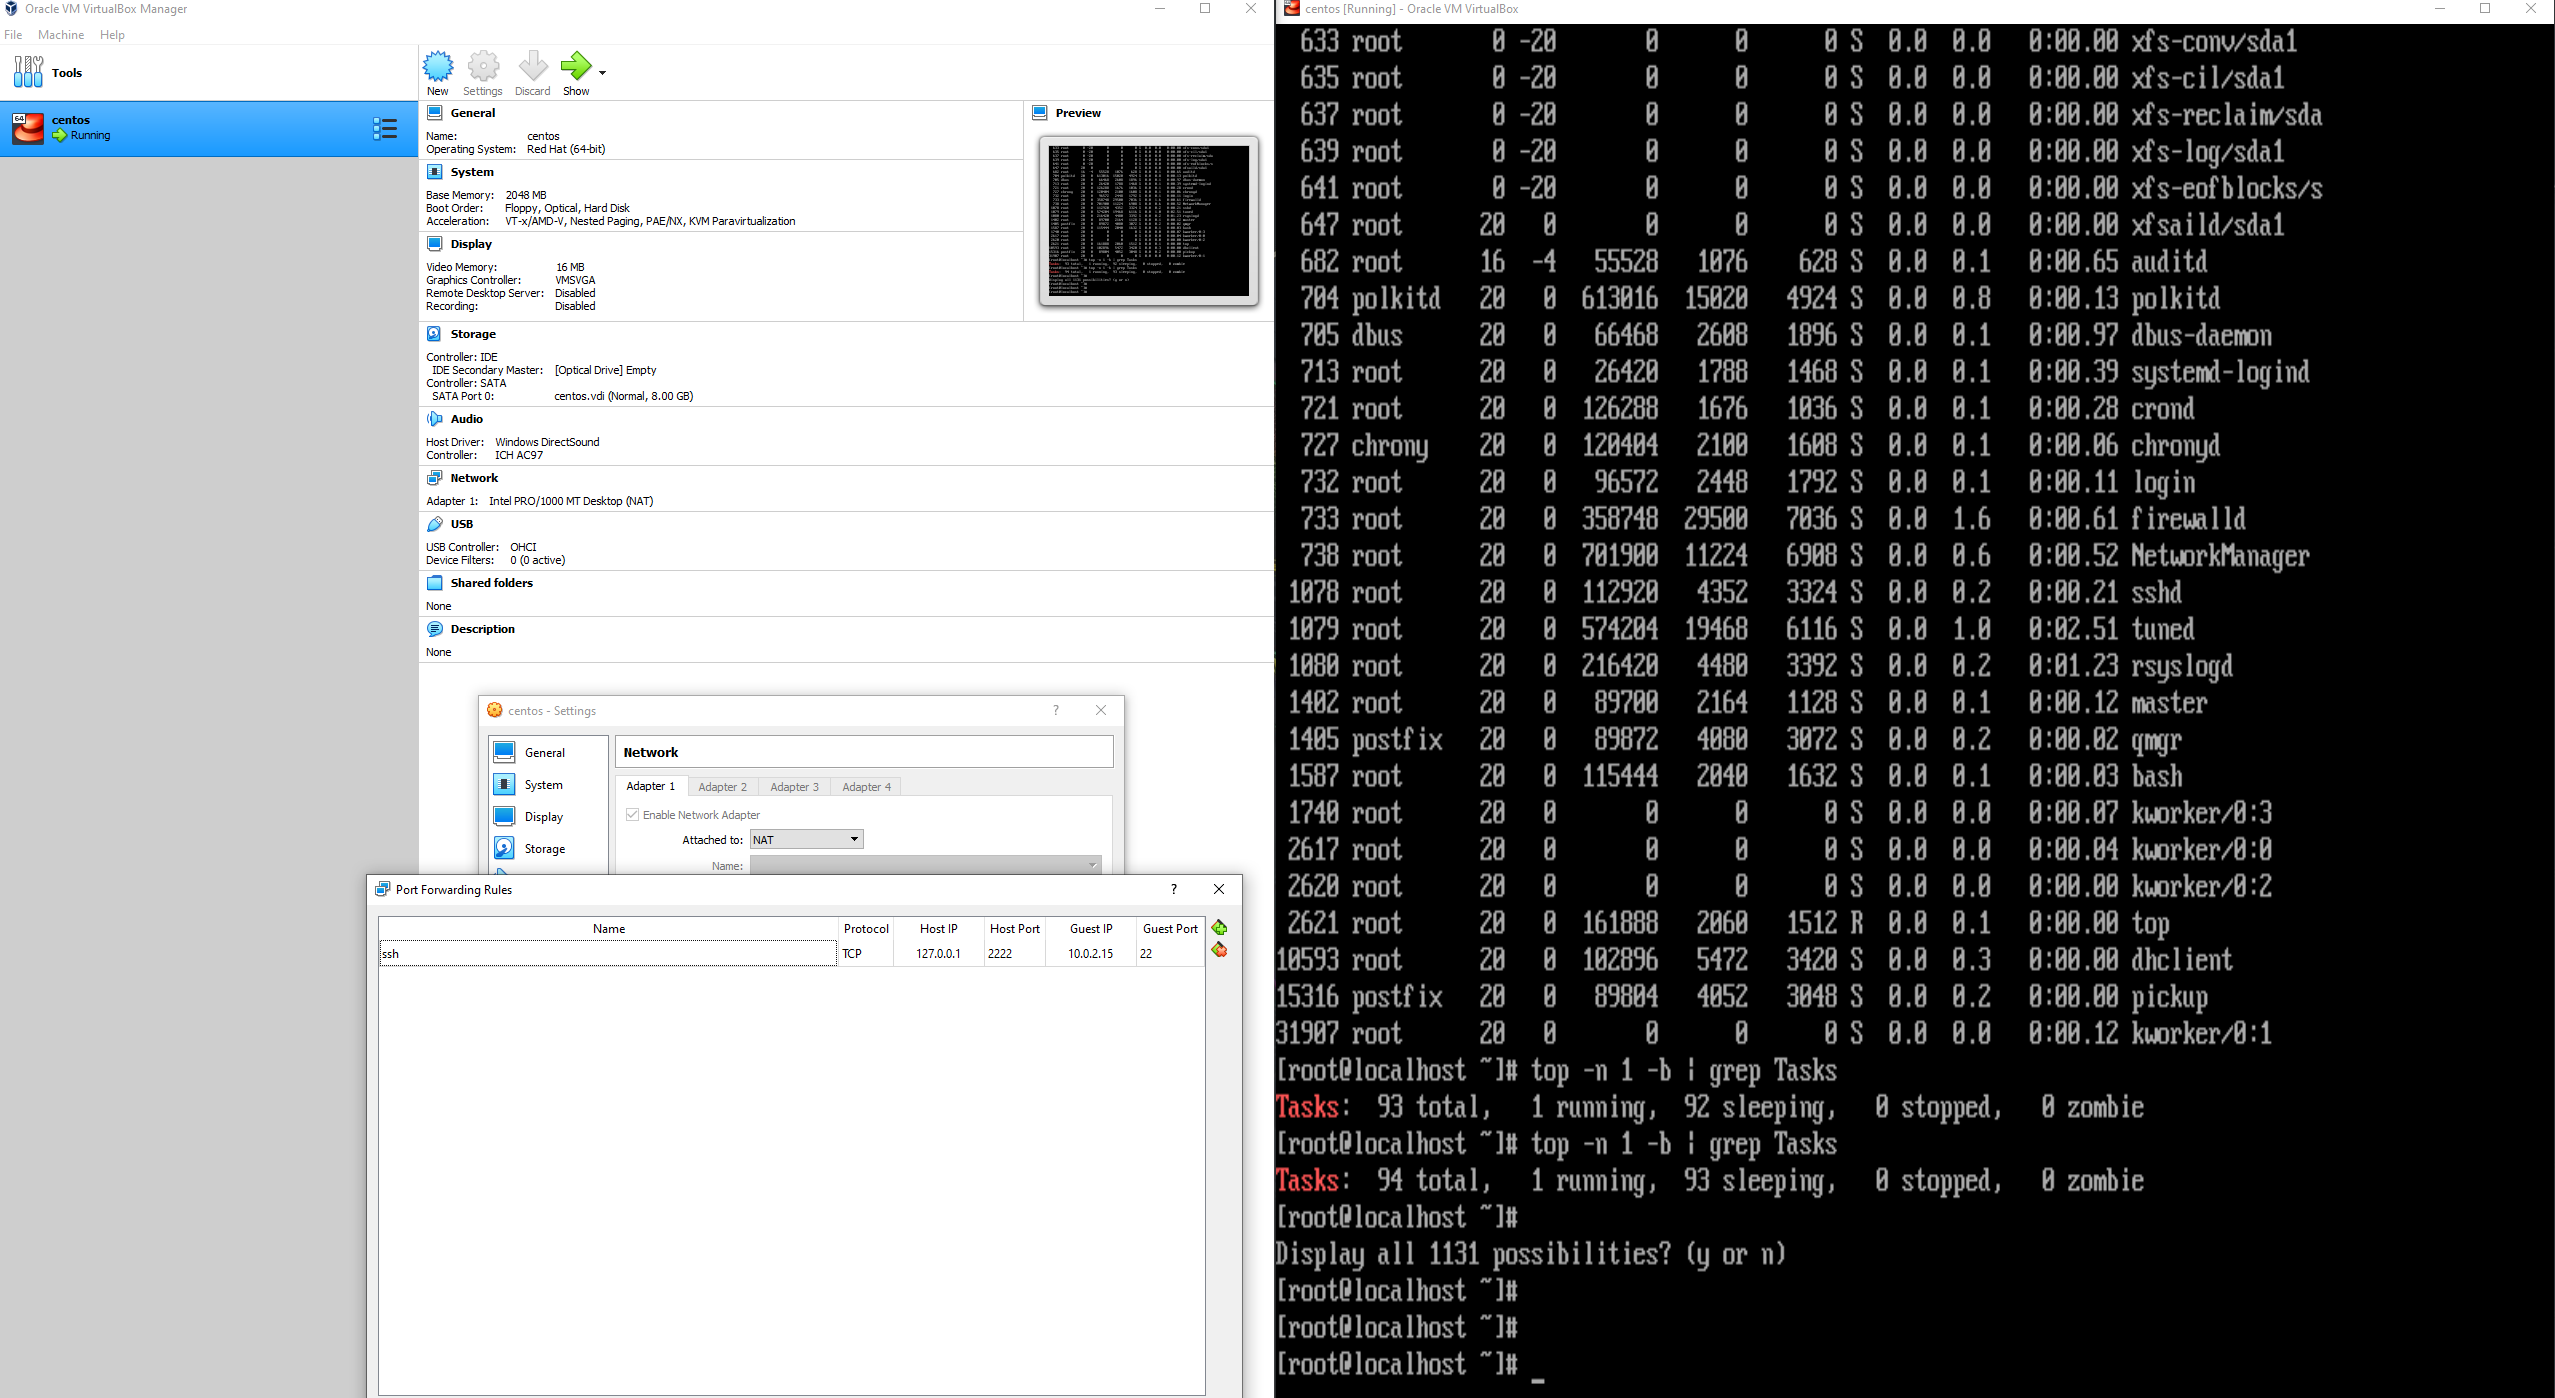 Oracle VM VirtualBox Manager
File Machine Help
Tools
New Settings Discard Show
64
centos
Running
General
Name: centos
Operating System: Red Hat (64-bit)
Preview
System
Base Memory: 2048 MB
Boot Order: Floppy, Optical, Hard Disk
Acceleration: VT-x/AMD-V, Nested Paging, PAE/NX, KVM Paravirtualization
Display
Video Memory: 16 MB
Graphics Controller: VMSVGA
Remote Desktop Server: Disabled
Recording: Disabled
Storage
Controller: IDE
IDE Secondary Master: [Optical Drive] Empty
Controller: SATA
SATA Port 0: centos.vdi (Normal, 8.00 GB)
Audio
Host Driver: Windows DirectSound
Controller: ICH AC97
Network
Adapter 1: Intel PRO/1000 MT Desktop (NAT)
USB
USB Controller: OHCI
Device Filters: 0 (0 active)
Shared folders
None
Description
None
centos - Settings ?
General
System
Display
Storage
Network
Adapter 1 Adapter 2 Adapter 3 Adapter 4
Enable Network Adapter
Attached to: NAT
Name:
Port Forwarding Rules ?
Name Protocol Host IP Host Port Guest IP Guest Port
ssh TCP 127.0.0.1 2222 10.0.2.15 22
centos [Running] - Oracle VM VirtualBox
633 root 0 -20 0 0 0 S 0.0 0.0 0:00.00 xfs-conv/sda1
635 root 0 -20 0 0 0 S 0.0 0.0 0:00.00 xfs-cil/sda1
637 root 0 -20 0 0 0 S 0.0 0.0 0:00.00 xfs-reclaim/sda
639 root 0 -20 0 0 0 S 0.0 0.0 0:00.00 xfs-log/sda1
641 root 0 -20 0 0 0 S 0.0 0.0 0:00.00 xfs-eofblocks/s
647 root 20 0 0 0 0 S 0.0 0.0 0:00.00 xfsaild/sda1
682 root 16 -4 55528 1076 628 S 0.0 0.1 0:00.65 auditd
704 polkitd 20 0 613016 15020 4924 S 0.0 0.8 0:00.13 polkitd
705 dbus 20 0 66468 2608 1896 S 0.0 0.1 0:00.97 dbus-daemon
713 root 20 0 26420 1788 1468 S 0.0 0.1 0:00.39 systemd-logind
721 root 20 0 126288 1676 1036 S 0.0 0.1 0:00.28 crond
727 chrony 20 0 120404 2100 1608 S 0.0 0.1 0:00.06 chronyd
732 root 20 0 96572 2448 1792 S 0.0 0.1 0:00.11 login
733 root 20 0 358748 29500 7036 S 0.0 1.6 0:00.61 firewalld
738 root 20 0 701900 11224 6908 S 0.0 0.6 0:00.52 NetworkManager
1078 root 20 0 112920 4352 3324 S 0.0 0.2 0:00.21 sshd
1079 root 20 0 574204 19468 6116 S 0.0 1.0 0:02.51 tuned
1080 root 20 0 216420 4480 3392 S 0.0 0.2 0:01.23 rsyslogd
1402 root 20 0 89700 2164 1128 S 0.0 0.1 0:00.12 master
1405 postfix 20 0 89872 4080 3072 S 0.0 0.2 0:00.02 qmgr
1587 root 20 0 115444 2040 1632 S 0.0 0.1 0:00.03 bash
1740 root 20 0 0 0 0 S 0.0 0.0 0:00.07 kworker/0:3
2617 root 20 0 0 0 0 S 0.0 0.0 0:00.04 kworker/0:0
2620 root 20 0 0 0 0 S 0.0 0.0 0:00.00 kworker/0:2
2621 root 20 0 161888 2060 1512 R 0.0 0.1 0:00.00 top
10593 root 20 0 102896 5472 3420 S 0.0 0.3 0:00.00 dhclient
15316 postfix 20 0 89804 4052 3048 S 0.0 0.2 0:00.00 pickup
31907 root 20 0 0 0 0 S 0.0 0.0 0:00.12 kworker/0:1
[root@localhost ~]# top -n 1 -b | grep Tasks
Tasks: 93 total, 1 running, 92 sleeping, 0 stopped, 0 zombie
[root@localhost ~]# top -n 1 -b | grep Tasks
Tasks: 94 total, 1 running, 93 sleeping, 0 stopped, 0 zombie
[root@localhost ~]#
Display all 1131 possibilities? (y or n)
[root@localhost ~]#
[root@localhost ~]#
[root@localhost ~]# _